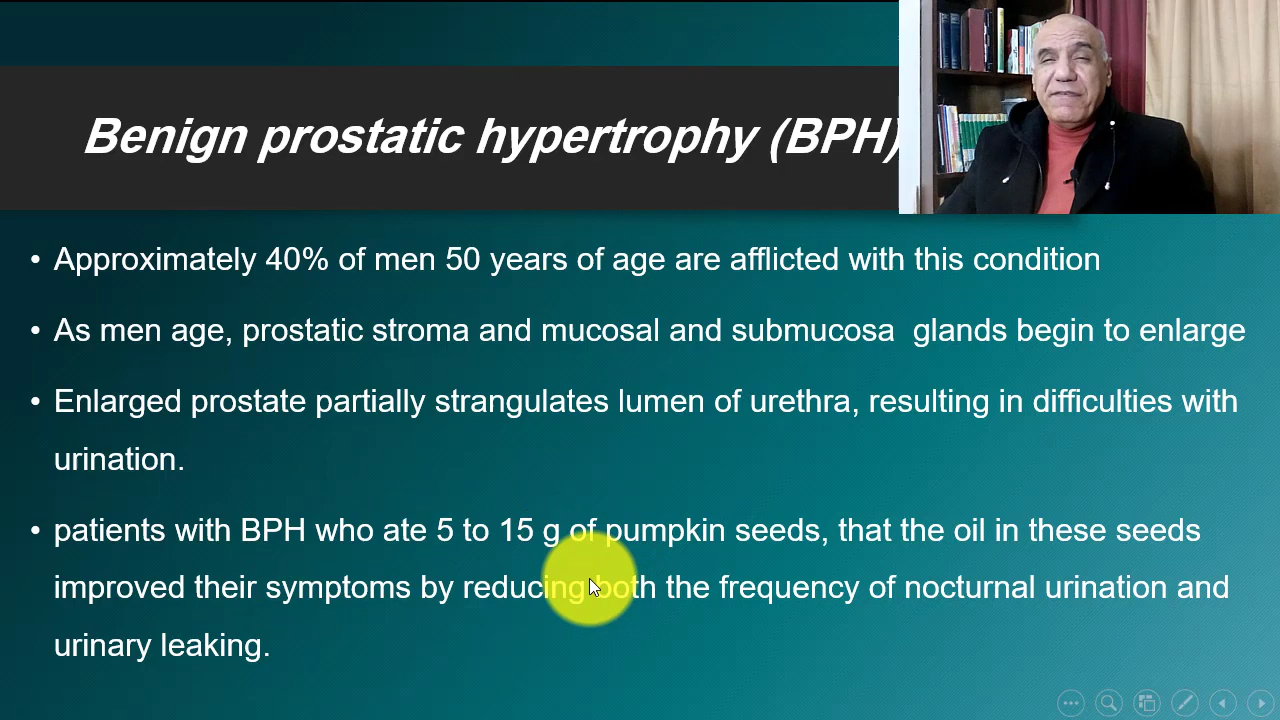 Benign prostatic hypertrophy (BPH)
• Approximately 40% of men 50 years of age are afflicted with this condition
• As men age, prostatic stroma and mucosal and submucosa  glands begin to enlarge
• Enlarged prostate partially strangulates lumen of urethra, resulting in difficulties with
urination.
• patients with BPH who ate 5 to 15 g of pumpkin seeds, that the oil in these seeds
improved their symptoms by reducing both the frequency of nocturnal urination and
urinary leaking.